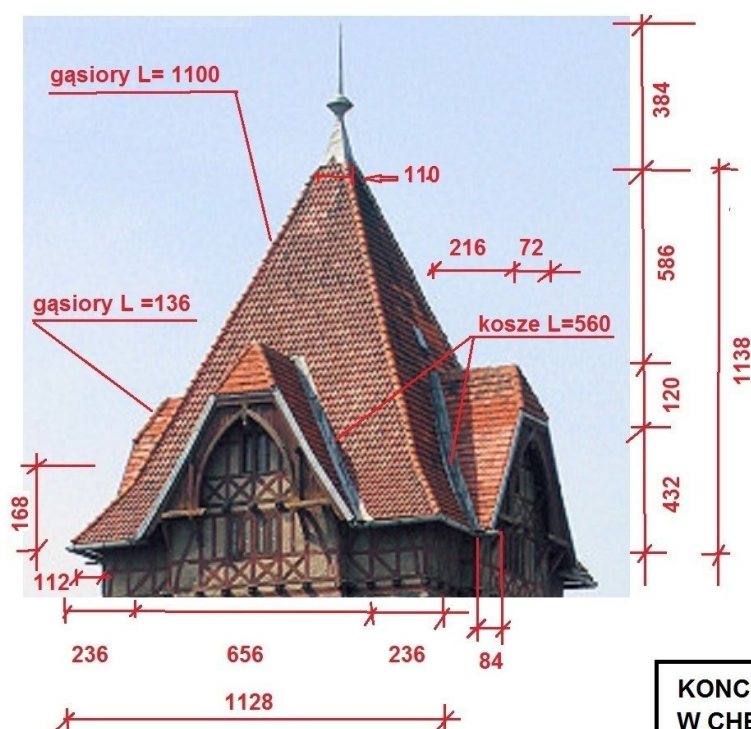 gąsiory L= 1100
384
110
586
216 72
gąsiory L =136
kosze L=560
1138
120
168
432
112
236 656 236 84
1128
KONC
W CHE